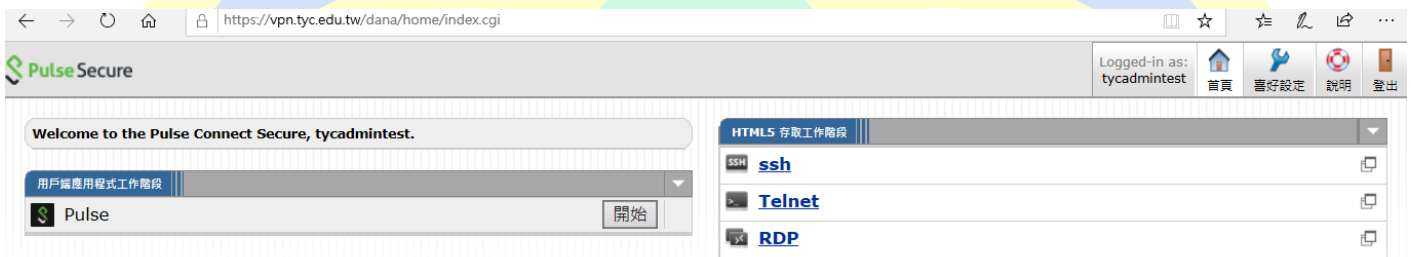 https://vpn.tyc.edu.tw/dana/home/index.cgi
Pulse Secure
Logged-in as:
tycadmintest
首頁
喜好設定
說明
登出
Welcome to the Pulse Connect Secure, tycadmintest.
用戶端應用程式工作階段
Pulse
開始
HTML5 存取工作階段
SSH ssh
Telnet
RDP